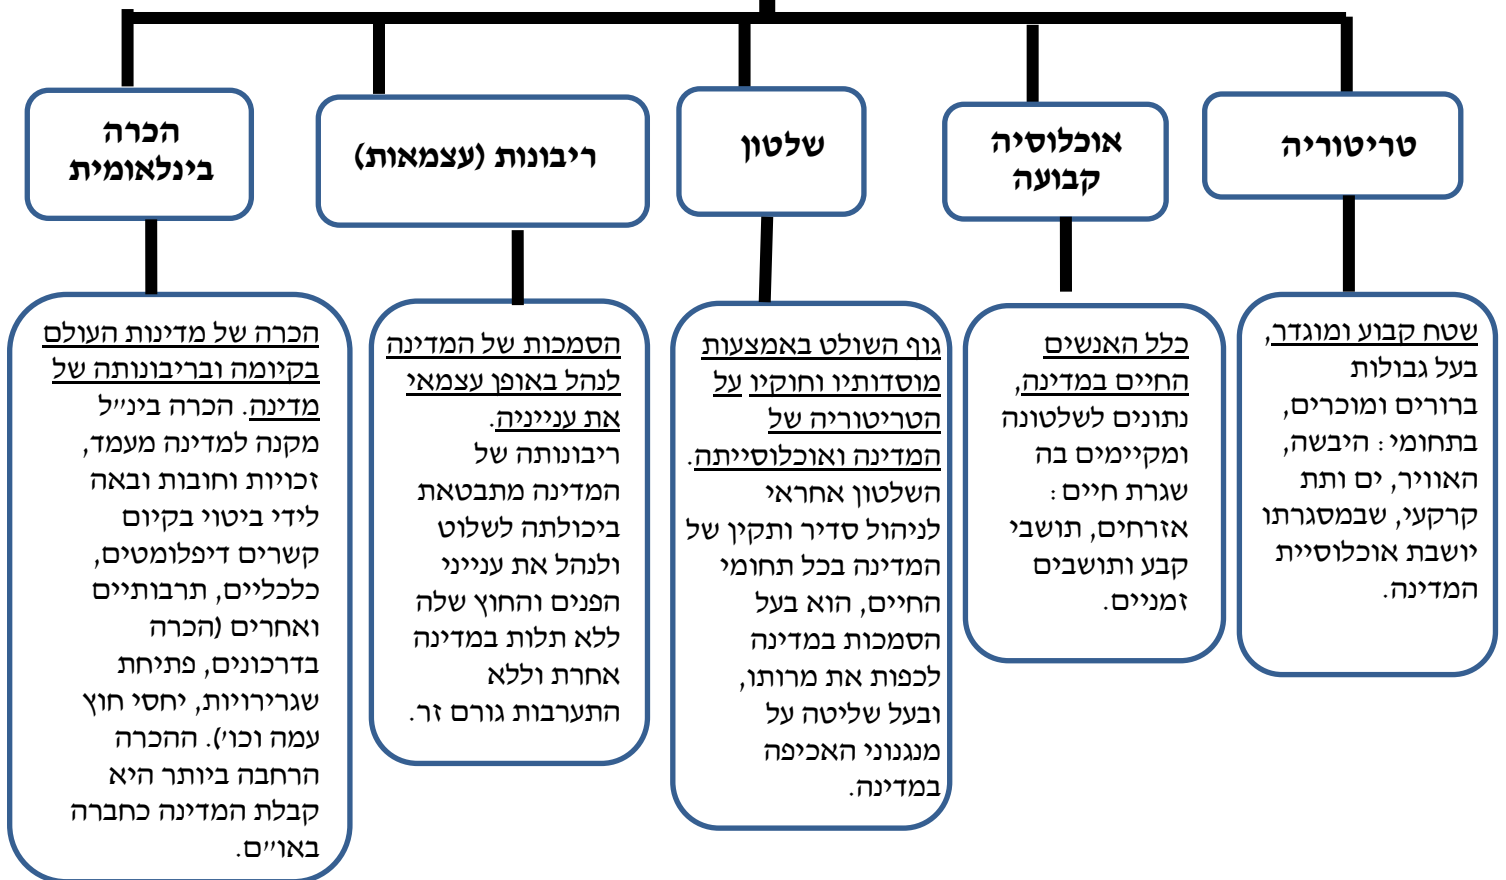 טריטוריה
שטח קבוע ומוגדר,
בעל גבולות
ברורים ומוכרים,
בתחומי: היבשה,
האוויר, ים ותת
קרקעי, שבמסגרתו
יושבת אוכלוסיית
המדינה.
אוכלוסיה
קבועה
כלל האנשים
החיים במדינה,
נתונים לשלטונה
ומקיימים בה
שגרת חיים:
אזרחים, תושבי
קבע ותושבים
זמניים.
שלטון
גוף השולט באמצעות
מוסדותיו וחוקיו על
הטריטוריה של
המדינה ואוכלוסייתה.
השלטון אחראי
לניהול סדיר ותקין של
המדינה בכל תחומי
החיים, הוא בעל
הסמכות במדינה
לכפות את מרותו,
ובעל שליטה על
מנגנוני האכיפה
במדינה.
ריבונות (עצמאות)
הסמכות של המדינה
לנהל באופן עצמאי
את ענייניה.
ריבונותה של
המדינה מתבטאת
ביכולתה לשלוט
ולנהל את ענייני
הפנים והחוץ שלה
ללא תלות במדינה
אחרת וללא
התערבות גורם זר.
הכרה
בינלאומית
הכרה של מדינות העולם
בקיומה ובריבונותה של
מדינה. הכרה בינ״ל
מקנה למדינה מעמד,
זכויות וחובות ובאה
לידי ביטוי בקיום
קשרים דיפלומטים,
כלכליים, תרבותיים
ואחרים (הכרה
בדרכונים, פתיחת
שגרירויות, יחסי חוץ
עמה וכו׳). ההכרה
הרחבה ביותר היא
קבלת המדינה כחברה
באו״ם.